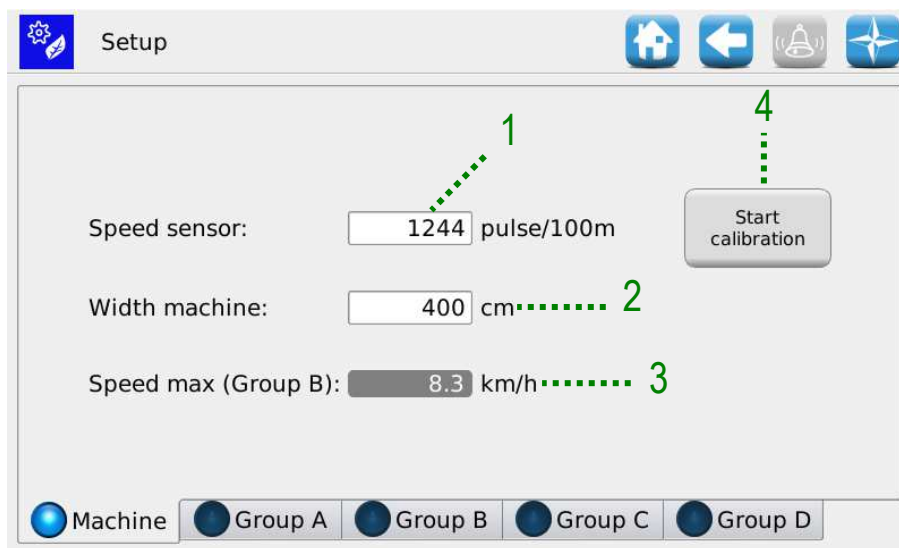 Setup
4
1
Speed sensor: 1244 pulse/100m
Start
calibration
Width machine: 400 cm 2
Speed max (Group B): 8.3 km/h 3
Machine Group A Group B Group C Group D